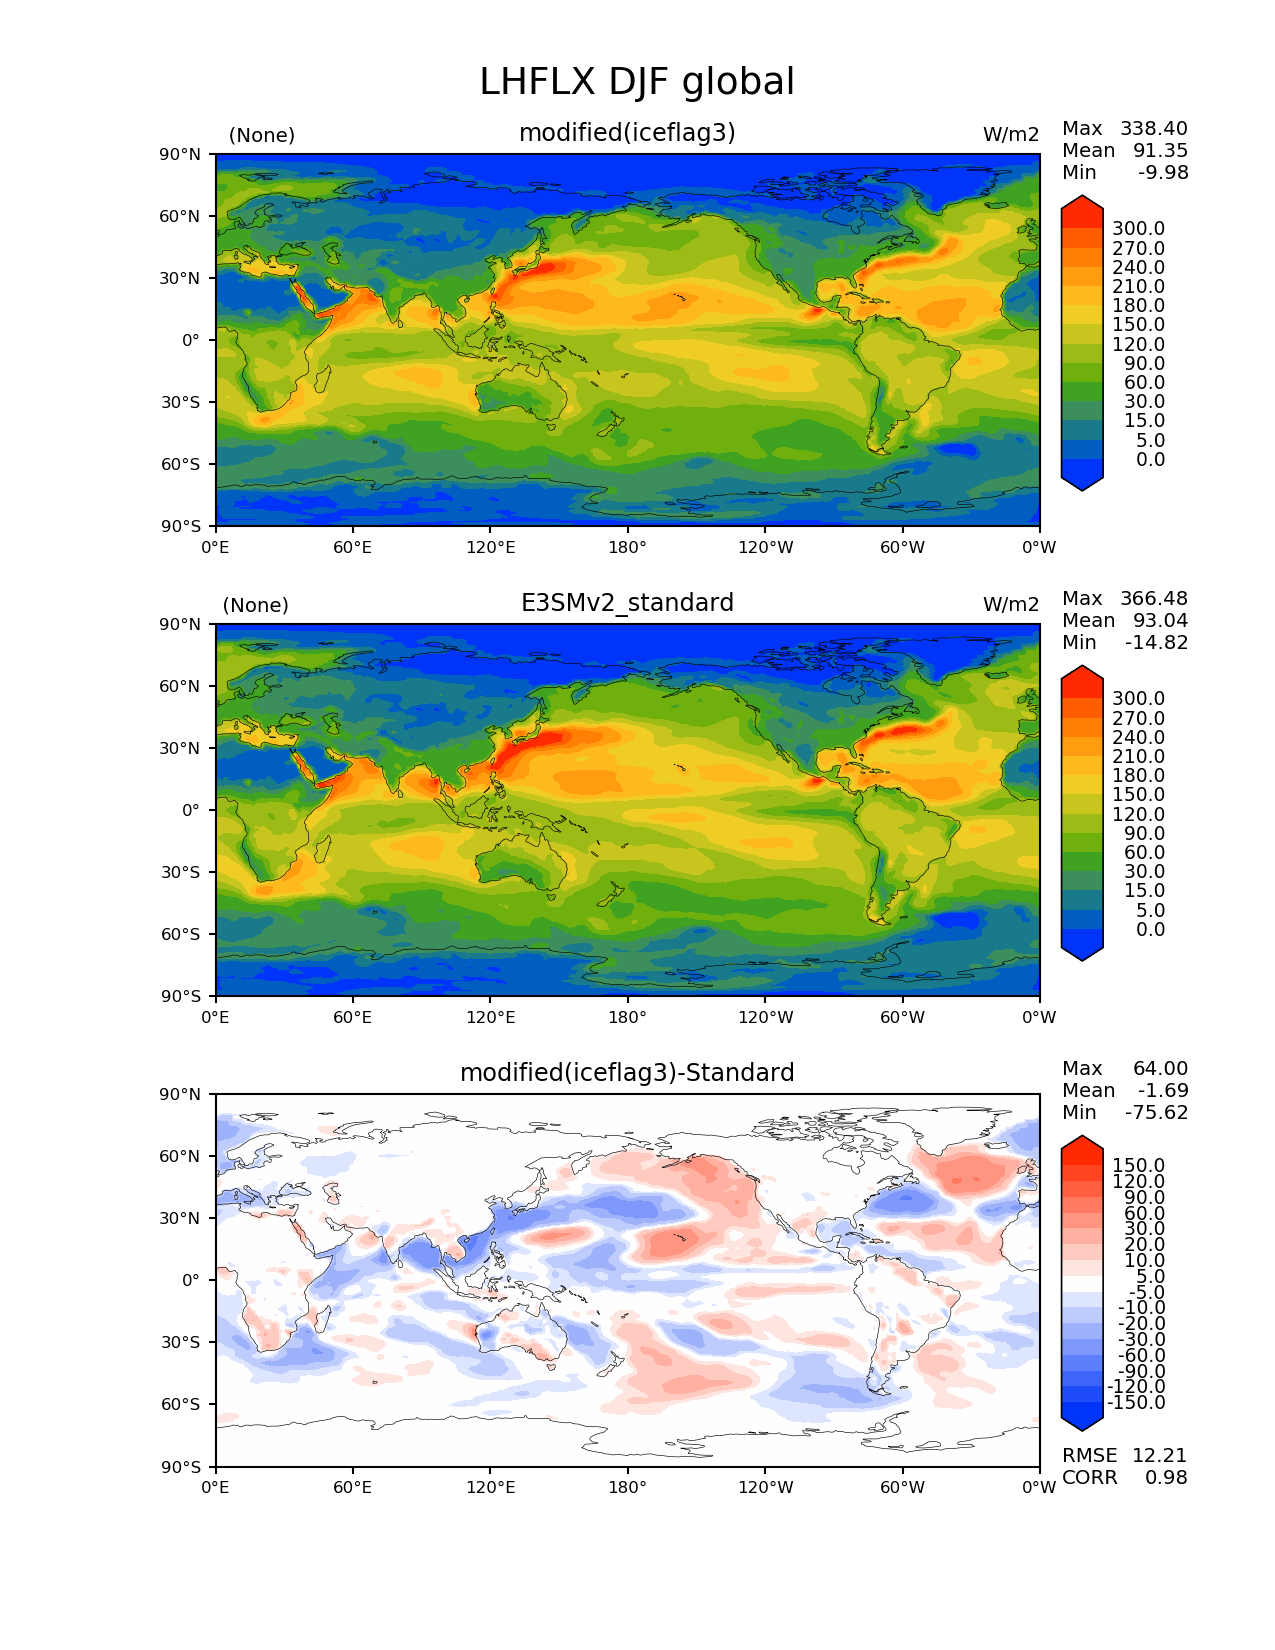 LHFLX DJF global
(None) modified(iceflag3) W/m2
Max 338.40
Mean 91.35
Min -9.98
90°N
60°N
30°N
0°
30°S
60°S
90°S
0°E 60°E 120°E 180° 120°W 60°W 0°W
300.0
270.0
240.0
210.0
180.0
150.0
120.0
90.0
60.0
30.0
15.0
5.0
0.0
(None) E3SMv2_standard W/m2
Max 366.48
Mean 93.04
Min -14.82
90°N
60°N
30°N
0°
30°S
60°S
90°S
0°E 60°E 120°E 180° 120°W 60°W 0°W
300.0
270.0
240.0
210.0
180.0
150.0
120.0
90.0
60.0
30.0
15.0
5.0
0.0
modified(iceflag3)-Standard
Max 64.00
Mean -1.69
Min -75.62
90°N
60°N
30°N
0°
30°S
60°S
90°S
0°E 60°E 120°E 180° 120°W 60°W 0°W
150.0
120.0
90.0
60.0
30.0
20.0
10.0
5.0
-5.0
-10.0
-20.0
-30.0
-60.0
-90.0
-120.0
-150.0
RMSE 12.21
CORR 0.98